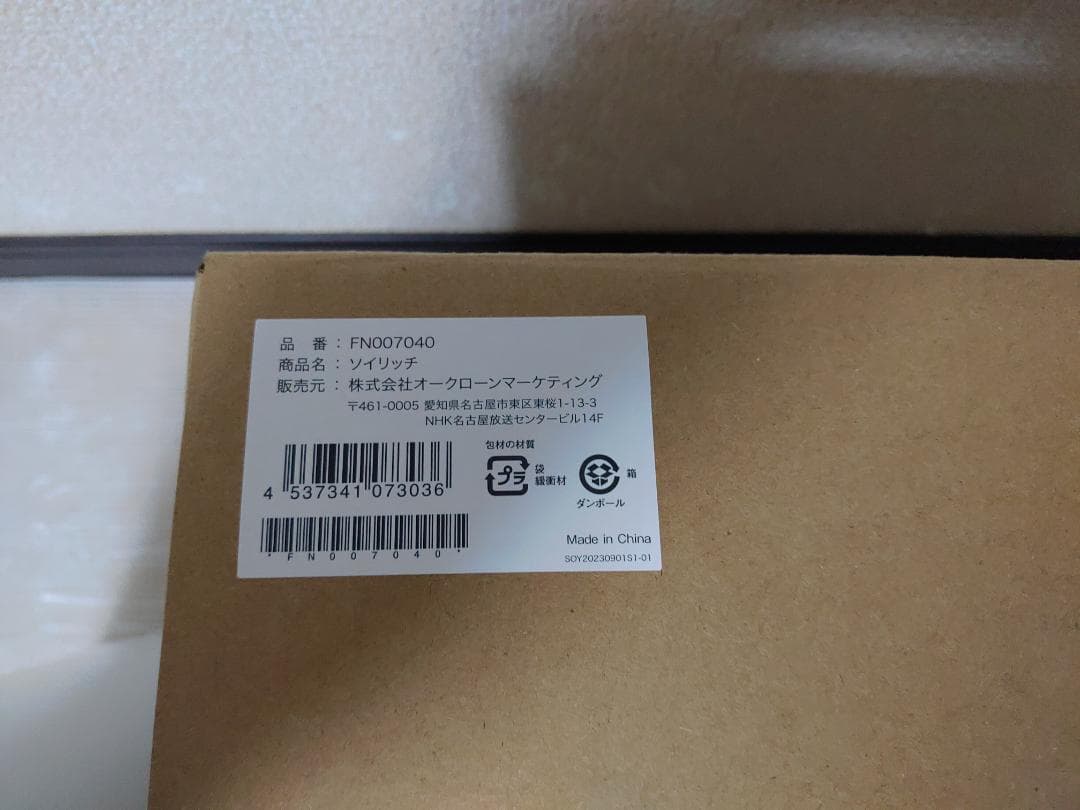 品 番 : FN007040
商品名 : ソイリッチ
販売元 : 株式会社オークローンマーケティング
〒461-0005 愛知県名古屋市東区東桜1-13-3
NHK名古屋放送センタービル14F
包材の材質
プラ 袋 緩衝材
箱
ダンボール
4 537341 073036
*FN007040*
Made in China
SOY20230901S1-01